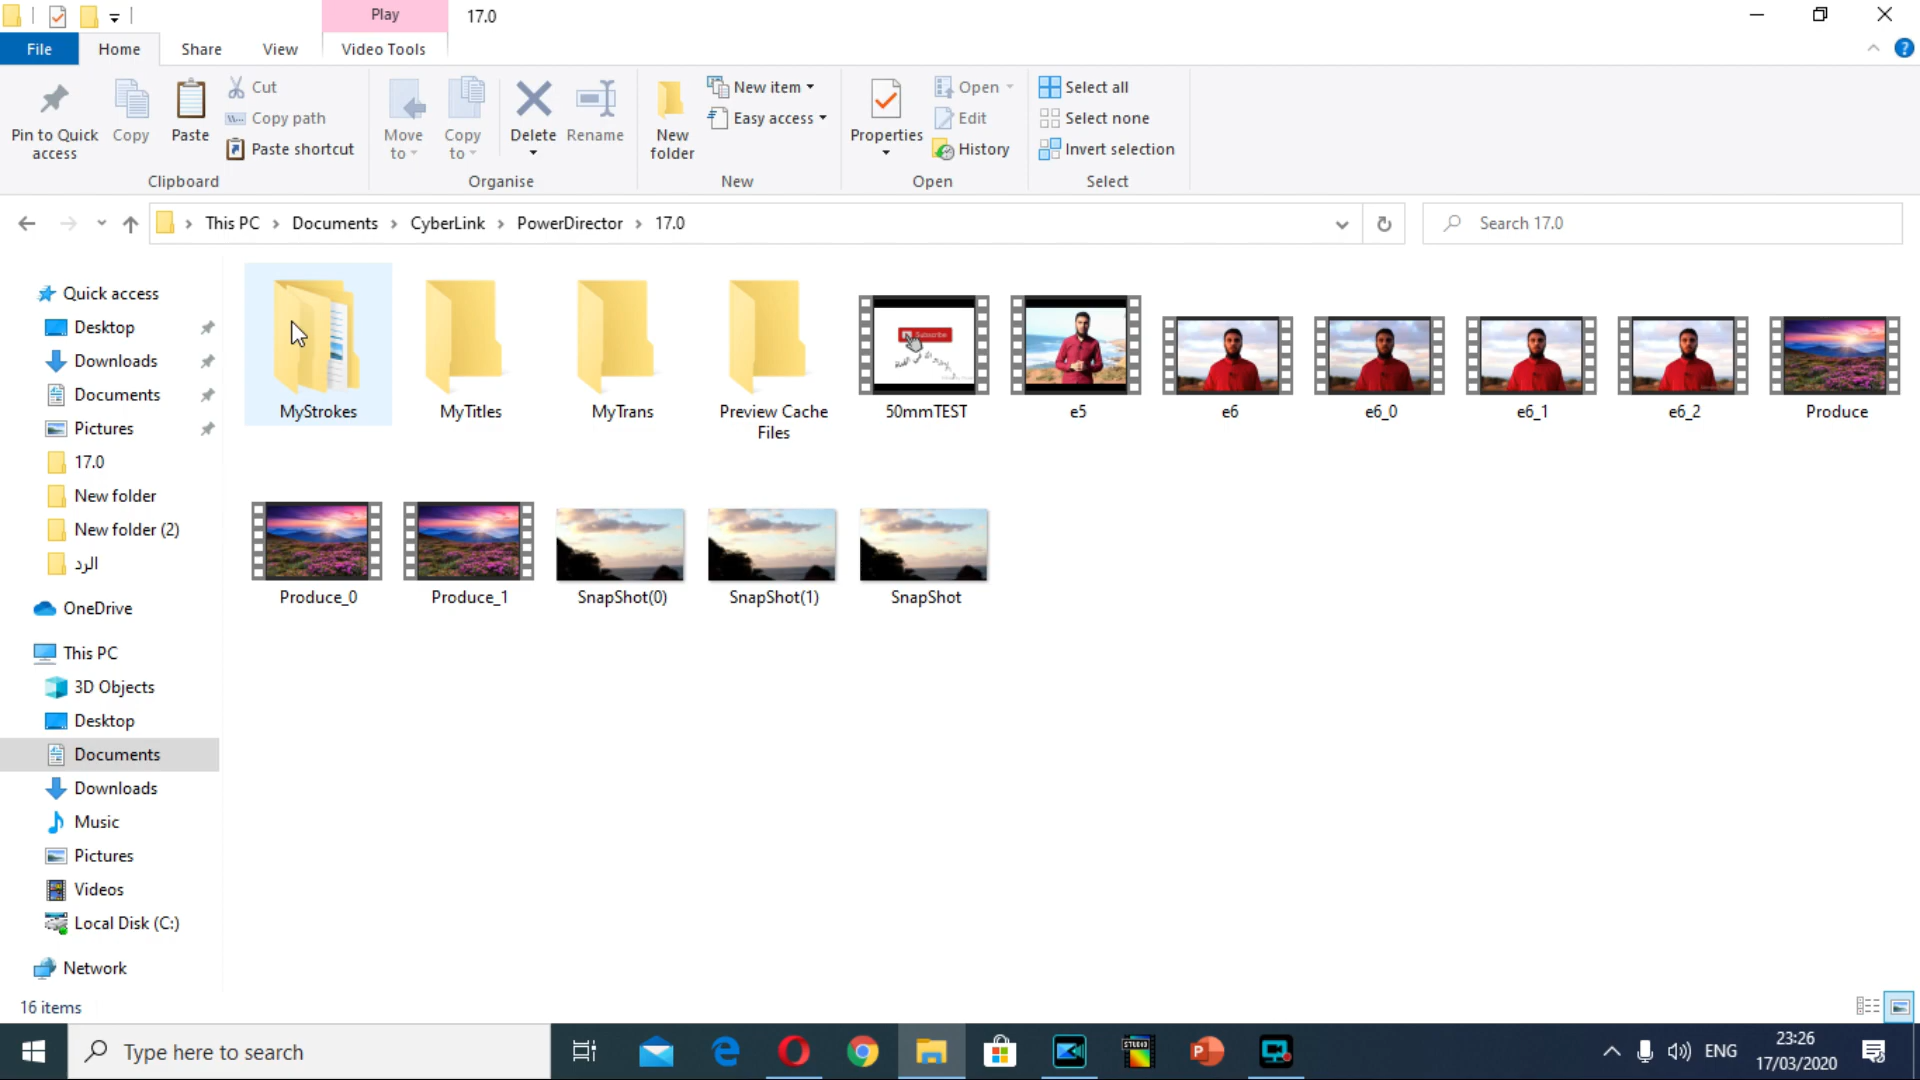 Play
17.0
File
Home
Share
View
Video Tools
Pin to Quick access
Copy
Paste
Cut
Copy path
Paste shortcut
Clipboard
Move to
Copy to
Delete
Rename
Organise
New folder
New item
Easy access
New
Properties
Open
Edit
History
Open
Select all
Select none
Invert selection
Select
This PC > Documents > CyberLink > PowerDirector > 17.0
Search 17.0
Quick access
Desktop
Downloads
Documents
Pictures
17.0
New folder
New folder (2)
الرد
OneDrive
This PC
3D Objects
Desktop
Documents
Downloads
Music
Pictures
Videos
Local Disk (C:)
Network
MyStrokes
MyTitles
MyTrans
Preview Cache Files
Subscribe
50mmTEST
e5
e6
e6_0
e6_1
e6_2
Produce
Produce_0
Produce_1
SnapShot(0)
SnapShot(1)
SnapShot
16 items
Type here to search
STUDIO
P
ENG
23:26
17/03/2020